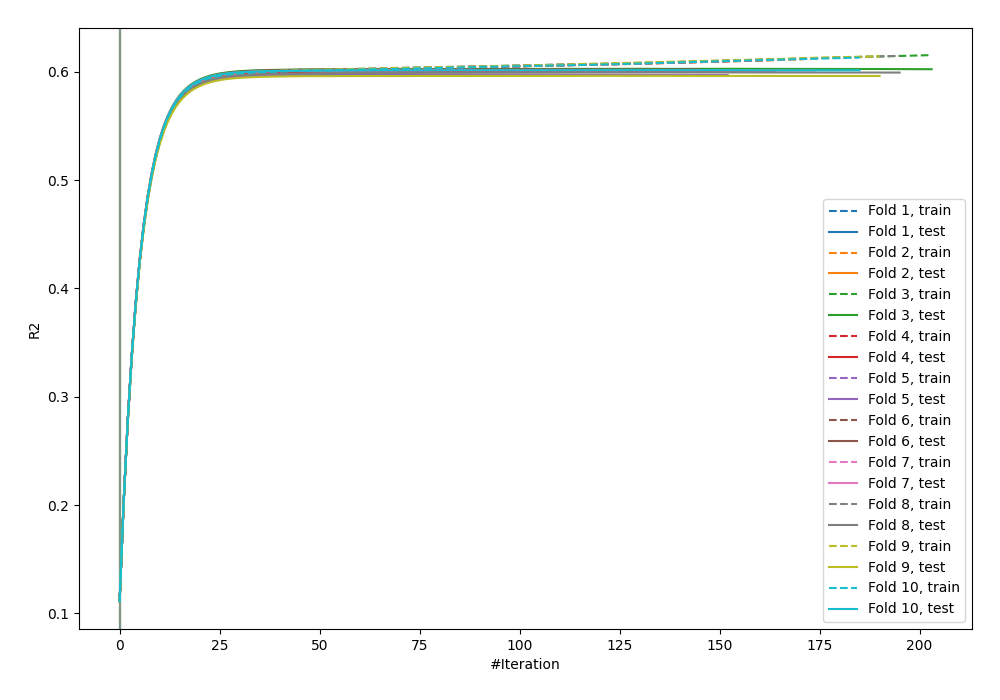 0.6
0.5
0.4
0.3
0.2
0.1
R2
0
25
50
75
100
125
150
175
200
#Iteration
Fold 1, train
Fold 1, test
Fold 2, train
Fold 2, test
Fold 3, train
Fold 3, test
Fold 4, train
Fold 4, test
Fold 5, train
Fold 5, test
Fold 6, train
Fold 6, test
Fold 7, train
Fold 7, test
Fold 8, train
Fold 8, test
Fold 9, train
Fold 9, test
Fold 10, train
Fold 10, test